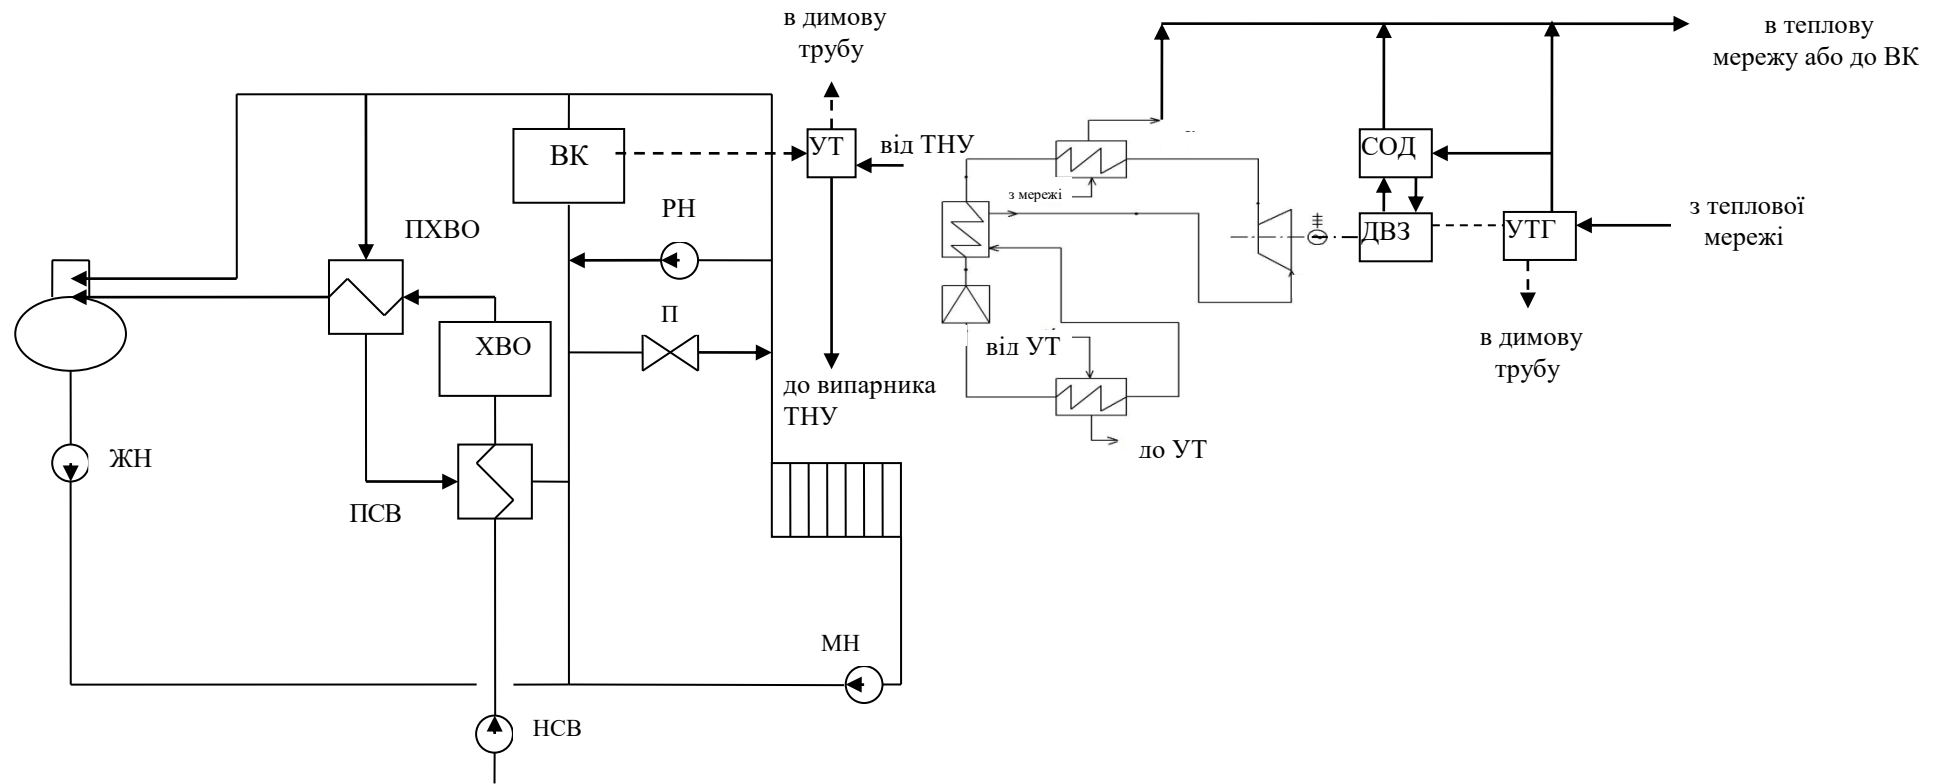 в димову
трубу
в теплову
мережу або до ВК
ВК
УТ
від ТНУ
СОД
з мережі
РН
ПХВО
ДВЗ
УТГ
з теплової
мережі
П
ХВО
від УТ
в димову
трубу
до випарника
ТНУ
ЖН
до УТ
ПСВ
МН
НСВ